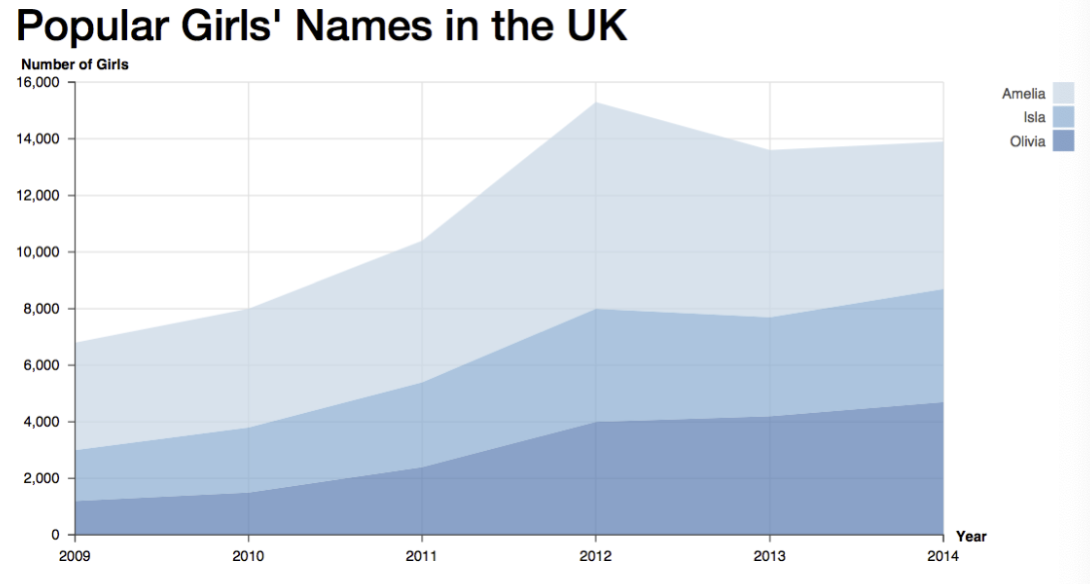 Popular Girls' Names in the UK
Number of Girls
16,000
14,000
12,000
10,000
8,000
6,000
4,000
2,000
0
2009 2010 2011 2012 2013 2014
Year
Amelia
Isla
Olivia